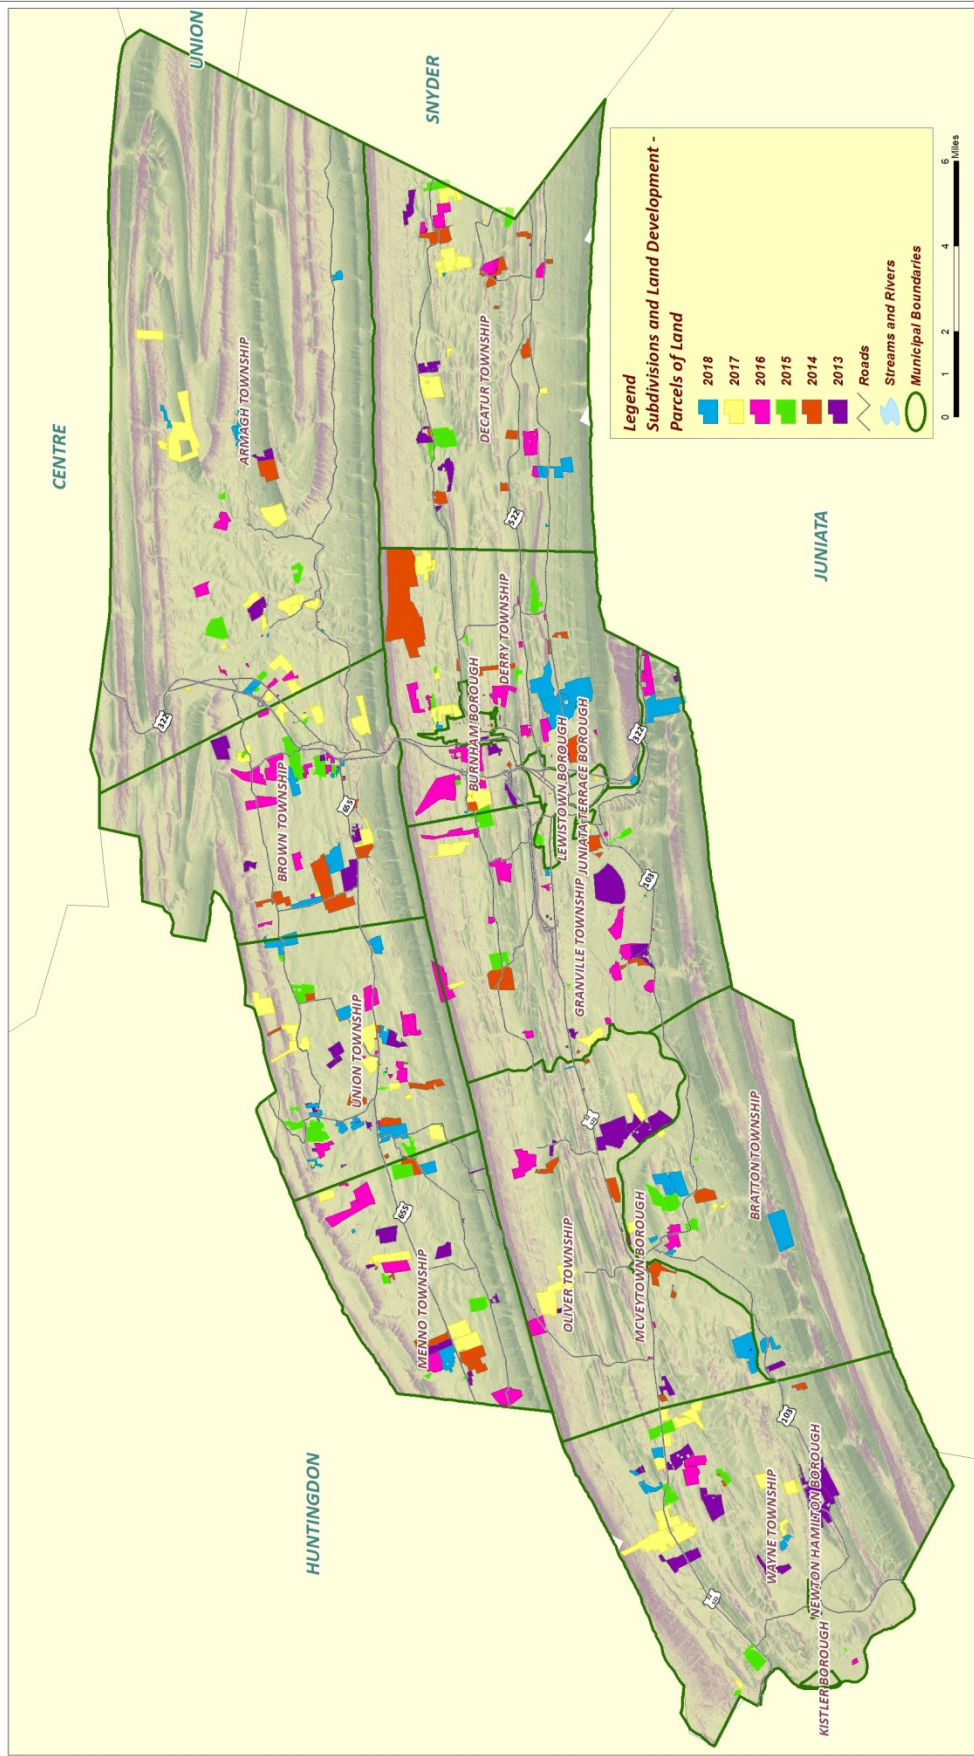 UNION
SNYDER
CENTRE
ARMAGH TOWNSHIP
DECATUR TOWNSHIP
522
JUNIATA
322
DERRY TOWNSHIP
BURNHAM BOROUGH
BROWN TOWNSHIP
655
LEWISTOWN BOROUGH
JUNIATA TERRACE BOROUGH
322
GRANVILLE TOWNSHIP
103
UNION TOWNSHIP
655
MENNO TOWNSHIP
OLIVER TOWNSHIP
MCVEYTOWN BOROUGH
BRATTON TOWNSHIP
HUNTINGDON
103
WAYNE TOWNSHIP
NEWTON HAMILTON BOROUGH
KISTLER BOROUGH
Legend
Subdivisions and Land Development -
Parcels of Land
2018
2017
2016
2015
2014
2013
Roads
Streams and Rivers
Municipal Boundaries
0 1 2 4 6 Miles